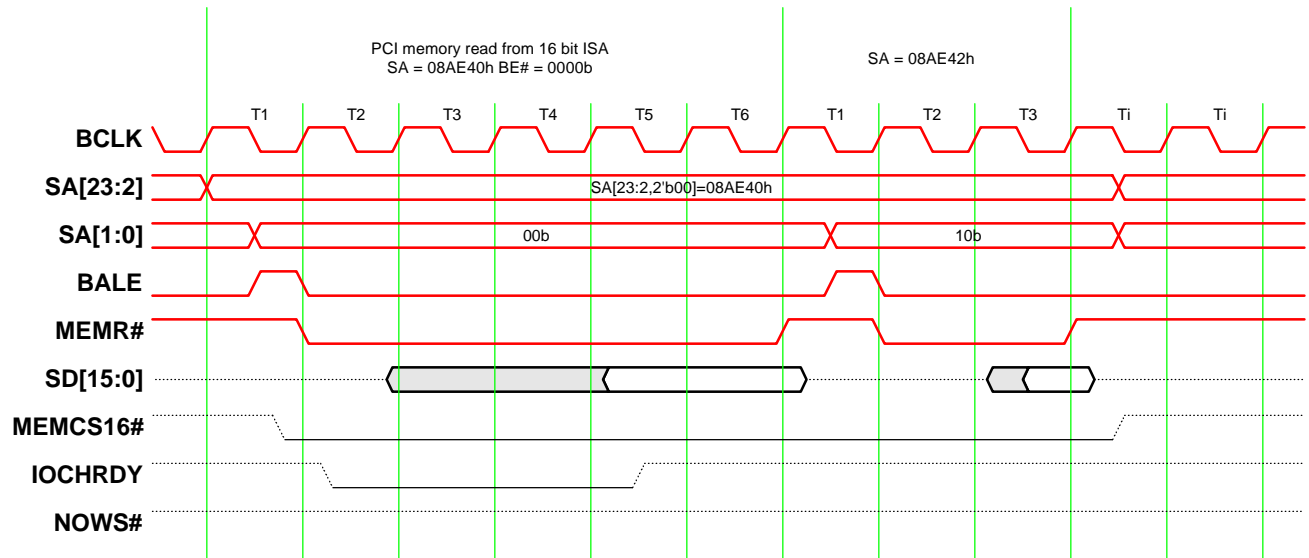 PCI memory read from 16 bit ISA
SA = 08AE40h BE# = 0000b
SA = 08AE42h
T1 T2 T3 T4 T5 T6 T1 T2 T3 Ti Ti
BCLK
SA[23:2] SA[23:2,2'b00]=08AE40h
SA[1:0] 00b 10b
BALE
MEMR#
SD[15:0]
MEMCS16#
IOCHRDY
NOWS#